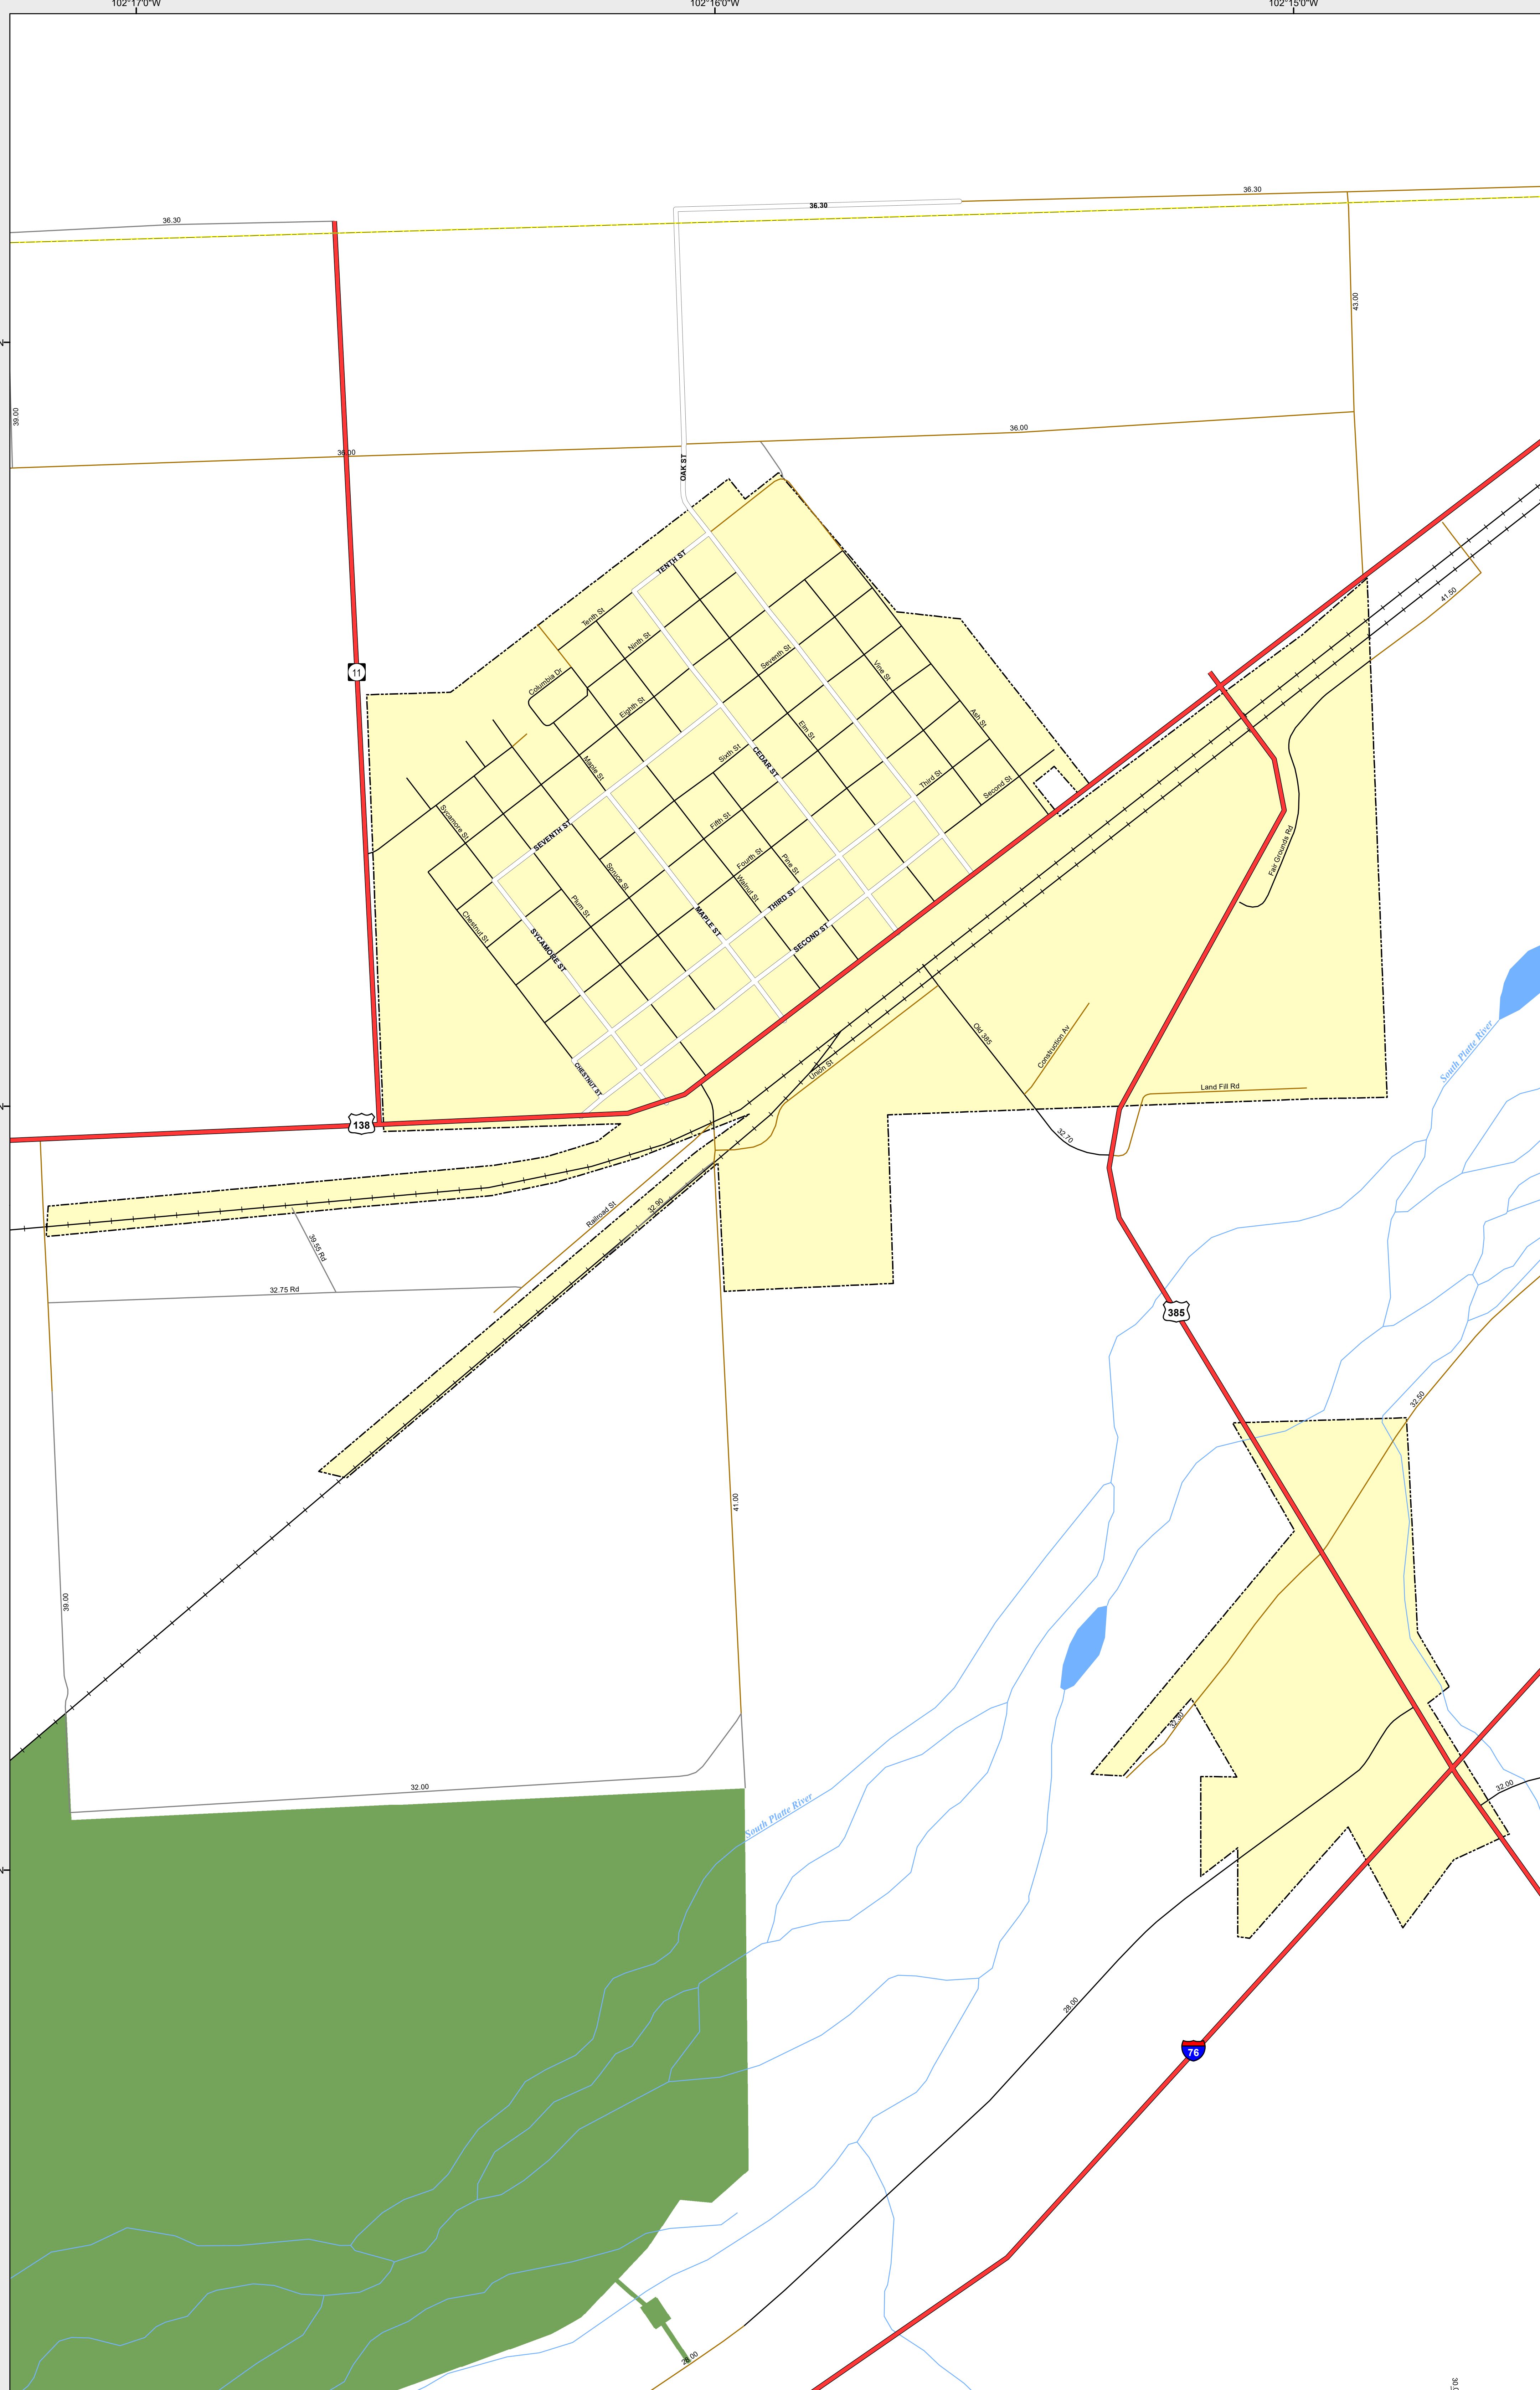 102°17'0"W
102°16'0"W
102°15'0"W
36.30
36.30
36.30
43.00
39.00
36.00
36.00
OAK ST
TENTH ST
41.50
Tenth St
Ninth St
Seventh St
Vine St
11
Columbia Dr
Eighth St
Ash St
Elm St
Sixth St
CEDAR ST
Maple St
Third St
Second St
Sycamore St
SEVENTH ST
Fifth St
Fair Grounds Rd
Fourth St
Pine St
Spruce St
Walnut St
THIRD ST
Plum St
MAPLE ST
Chestnut St
SECOND ST
SYCAMORE ST
Old 385
Construction Av
South Platte River
Union St
CHESTNUT ST
Land Fill Rd
138
32.70
32.90
Railroad St
39.55 Rd
32.75 Rd
385
32.50
41.00
39.00
32.30
32.00
32.00
South Platte River
28.00
76
28.00